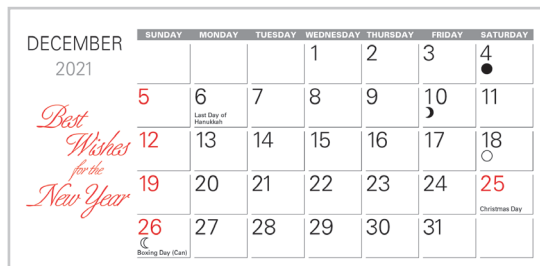 DECEMBER
2021
Best
Wishes
for the
New Year
SUNDAY MONDAY TUESDAY WEDNESDAY THURSDAY FRIDAY SATURDAY
1 2 3 4
5 6 7 8 9 10 11
Last Day of
Hanukkah
12 13 14 15 16 17 18
19 20 21 22 23 24 25
Christmas Day
26 27 28 29 30 31
Boxing Day (Can)